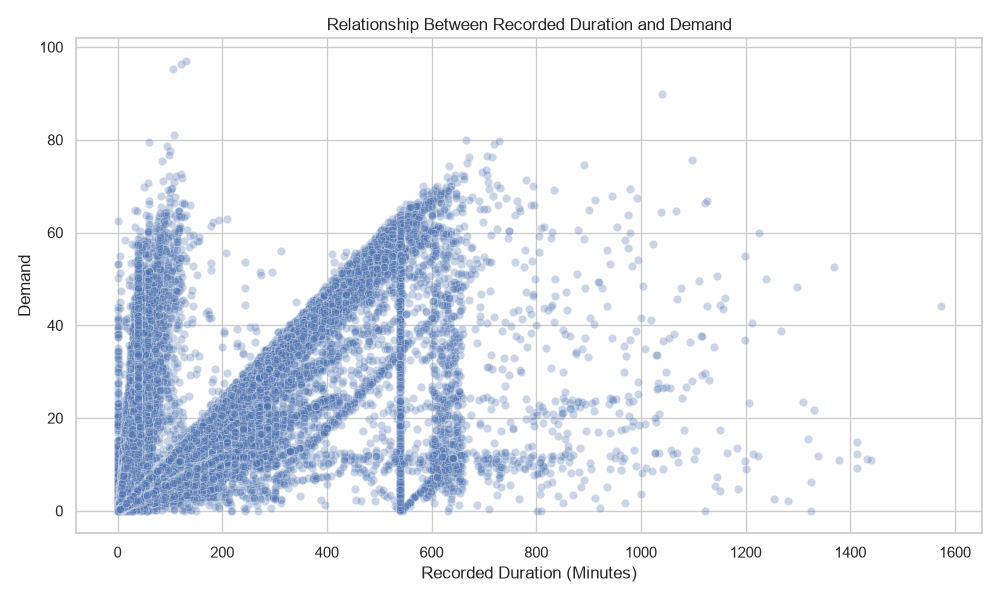 Relationship Between Recorded Duration and Demand
100
80
60
40
20
0
Demand
0 200 400 600 800 1000 1200 1400 1600
Recorded Duration (Minutes)